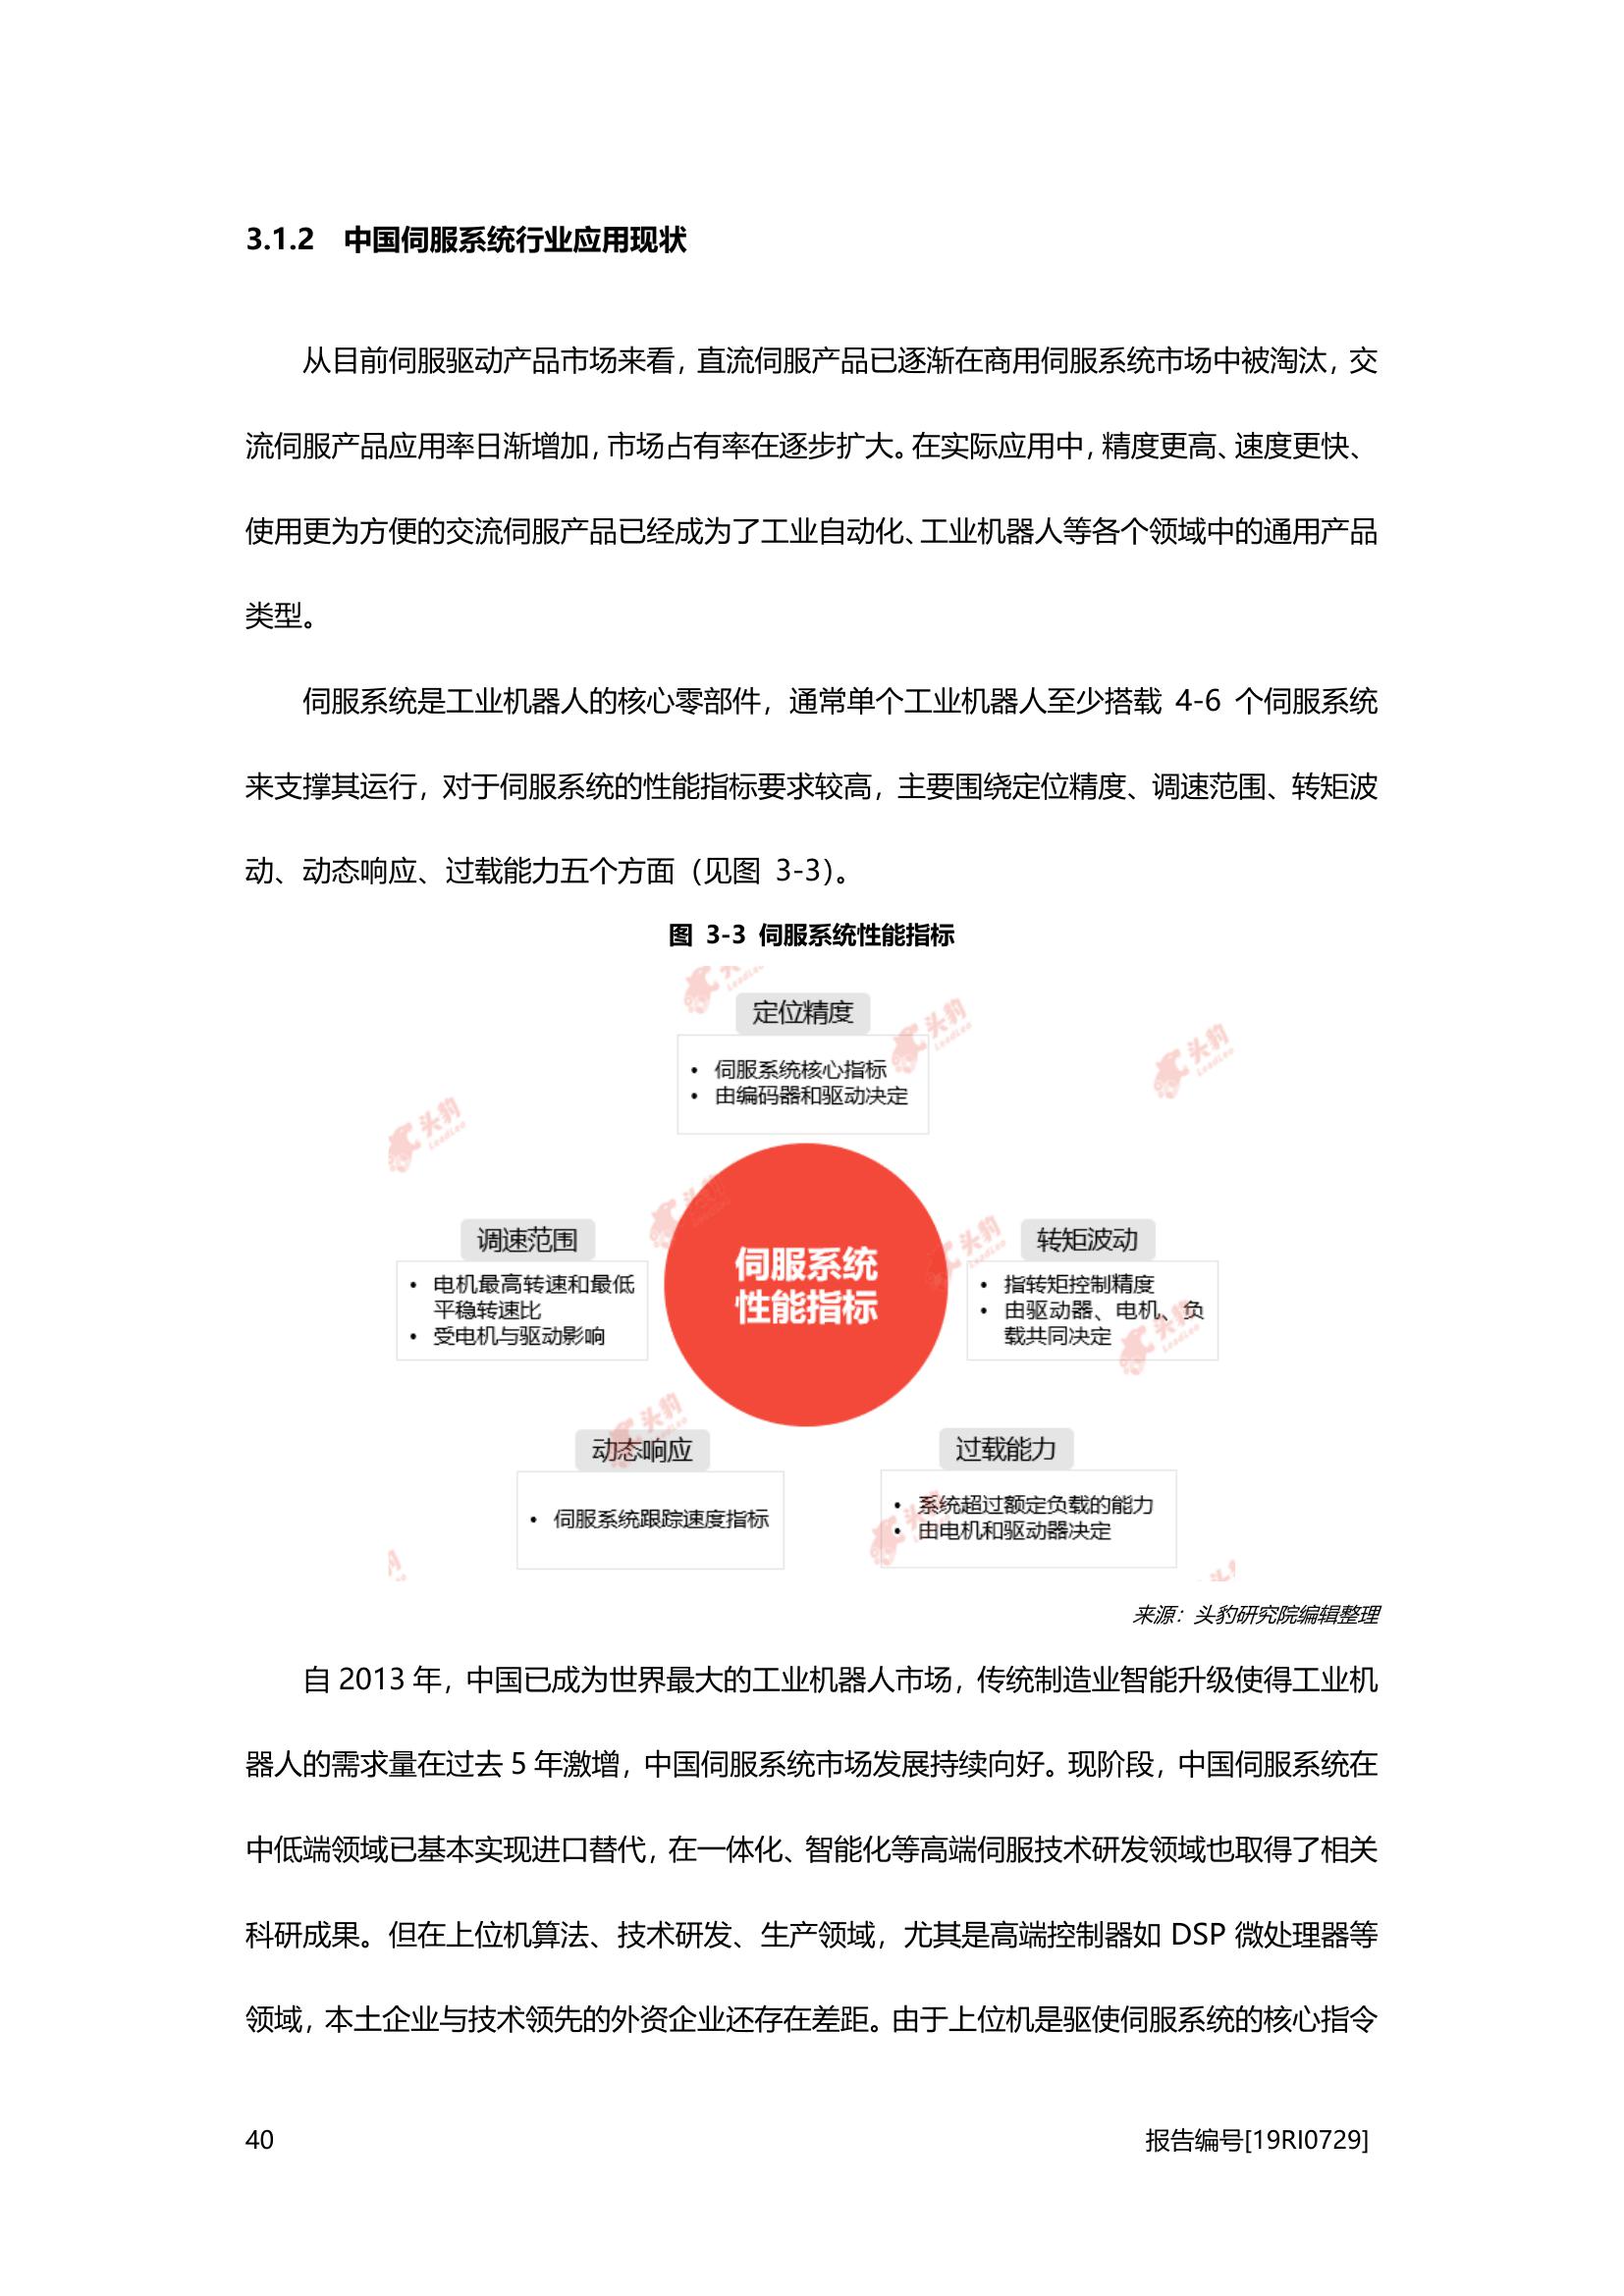 3.1.2 中国伺服系统行业应用现状
从目前伺服驱动产品市场来看，直流伺服产品已逐渐在商用伺服系统市场中被淘汰，交
流伺服产品应用率日渐增加，市场占有率在逐步扩大。在实际应用中，精度更高、速度更快、
使用更为方便的交流伺服产品已经成为了工业自动化、工业机器人等各个领域中的通用产品
类型。
伺服系统是工业机器人的核心零部件，通常单个工业机器人至少搭载 4-6 个伺服系统
来支撑其运行，对于伺服系统的性能指标要求较高，主要围绕定位精度、调速范围、转矩波
动、动态响应、过载能力五个方面（见图 3-3）。
图 3-3 伺服系统性能指标
定位精度
• 伺服系统核心指标
• 由编码器和驱动决定
调速范围
• 电机最高转速和最低
平稳转速比
• 受电机与驱动影响
伺服系统
性能指标
转矩波动
• 指转矩控制精度
• 由驱动器、电机、负
载共同决定
动态响应
• 伺服系统跟踪速度指标
过载能力
• 系统超过额定负载的能力
• 由电机和驱动器决定
头豹
LeadLeo
来源：头豹研究院编辑整理
自 2013 年，中国已成为世界最大的工业机器人市场，传统制造业智能升级使得工业机
器人的需求量在过去 5 年激增，中国伺服系统市场发展持续向好。现阶段，中国伺服系统在
中低端领域已基本实现进口替代，在一体化、智能化等高端伺服技术研发领域也取得了相关
科研成果。但在上位机算法、技术研发、生产领域，尤其是高端控制器如 DSP 微处理器等
领域，本土企业与技术领先的外资企业还存在差距。由于上位机是驱使伺服系统的核心指令
40 报告编号[19RI0729]